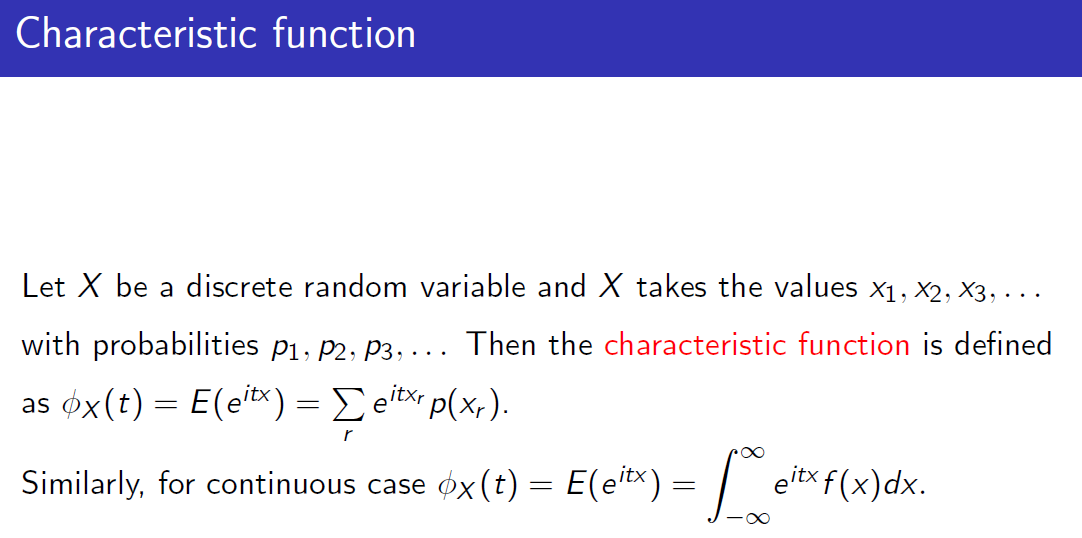 Characteristic function
Let X be a discrete random variable and X takes the values x₁, x₂, x₃, . . .
with probabilities p₁, p₂, p₃, . . . Then the characteristic function is defined
as ϕ_X(t) = E(e^{itx}) = ∑_r e^{itx_r} p(x_r).
Similarly, for continuous case ϕ_X(t) = E(e^{itx}) = ∫_{−∞}^{∞} e^{itx} f(x)dx.